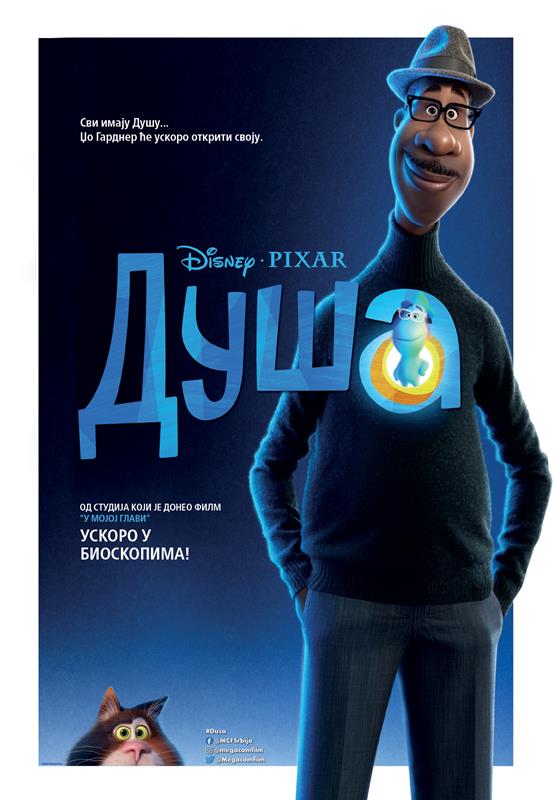 Сви имају Душу...
Џо Гарднер ће ускоро открити своју.
Disney · PIXAR
Душа
ОД СТУДИЈА КОЈИ ЈЕ ДОНЕО ФИЛМ
"У МОЈОЈ ГЛАВИ"
УСКОРО У
БИОСКОПИМА!
#Dusa
@MCFSrbija
@megacomfilm
@Megacomfilm